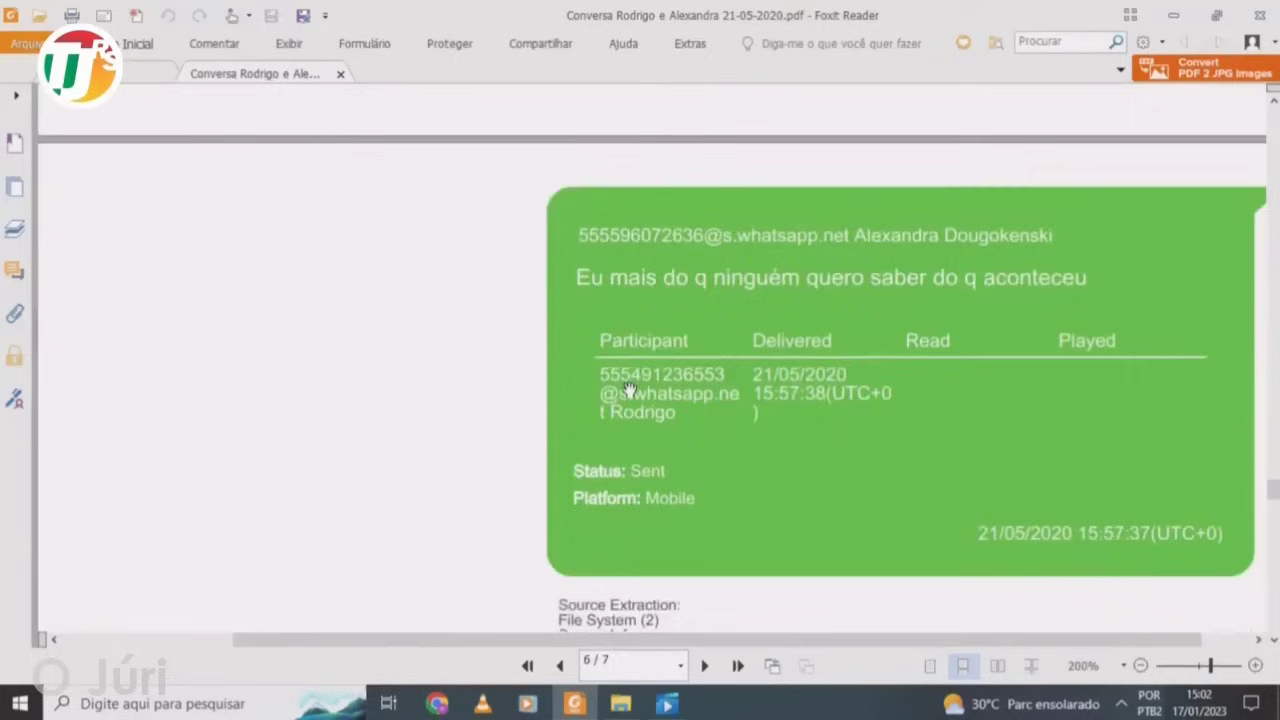 Conversa Rodrigo e Alexandra 21-05-2020.pdf - Foxit Reader
Inicial Comentar Exibir Formulário Proteger Compartilhar Ajuda Extras Diga-me o que você quer fazer Procurar
TJ RS
Conversa Rodrigo e Ale...
Convert
PDF 2 JPG Images
555596072636@s.whatsapp.net Alexandra Dougokenski
Eu mais do q ninguém quero saber do q aconteceu
Participant Delivered Read Played
555491236553 21/05/2020
@s.whatsapp.ne 15:57:38(UTC+0
t Rodrigo )
Status: Sent
Platform: Mobile
21/05/2020 15:57:37(UTC+0)
Source Extraction:
File System (2)
6 / 7
200%
O Júri
Digite aqui para pesquisar
30°C Parc ensolarado
POR
PTB2
15:02
17/01/2023